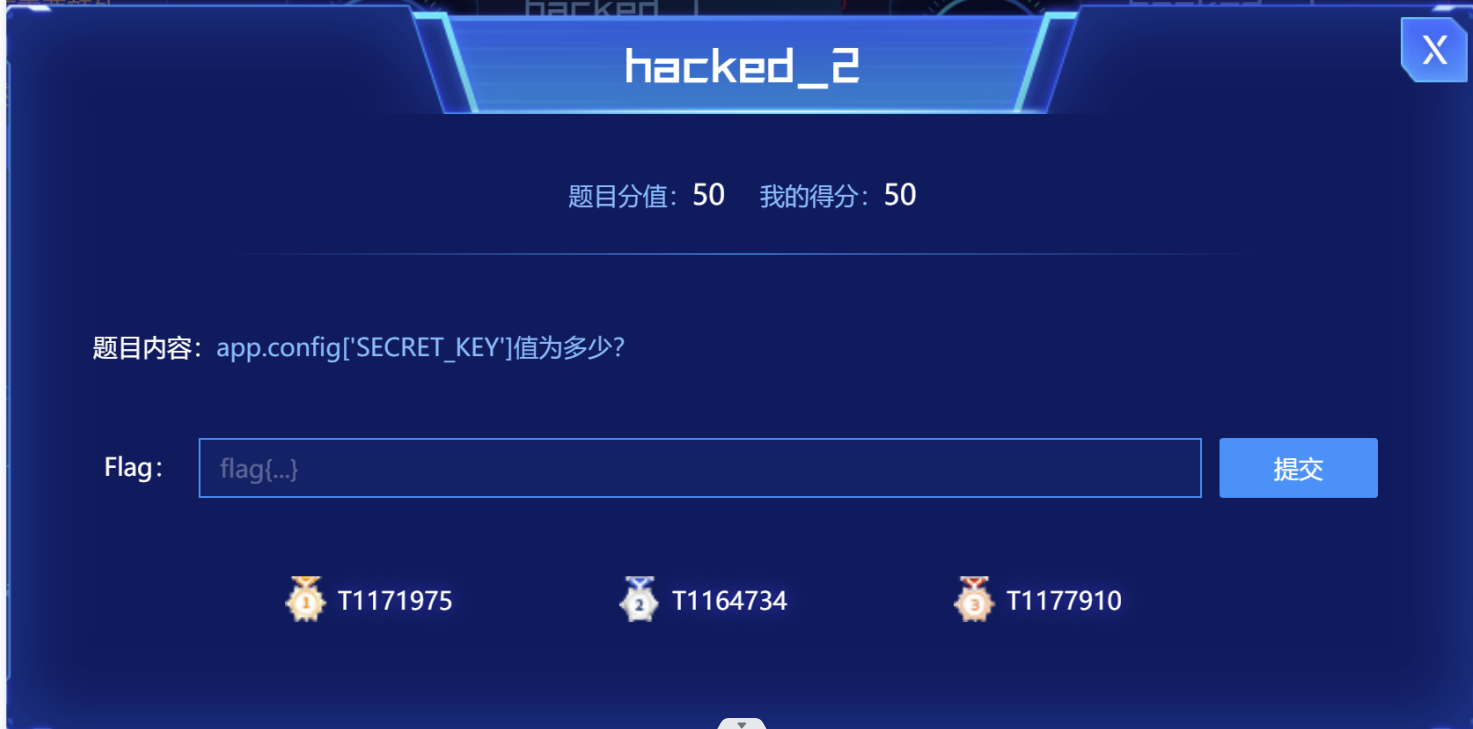 hacked_2
X
题目分值：50 我的得分：50
题目内容：app.config['SECRET_KEY']值为多少?
Flag： flag{...} 提交
1 T1171975 2 T1164734 3 T1177910